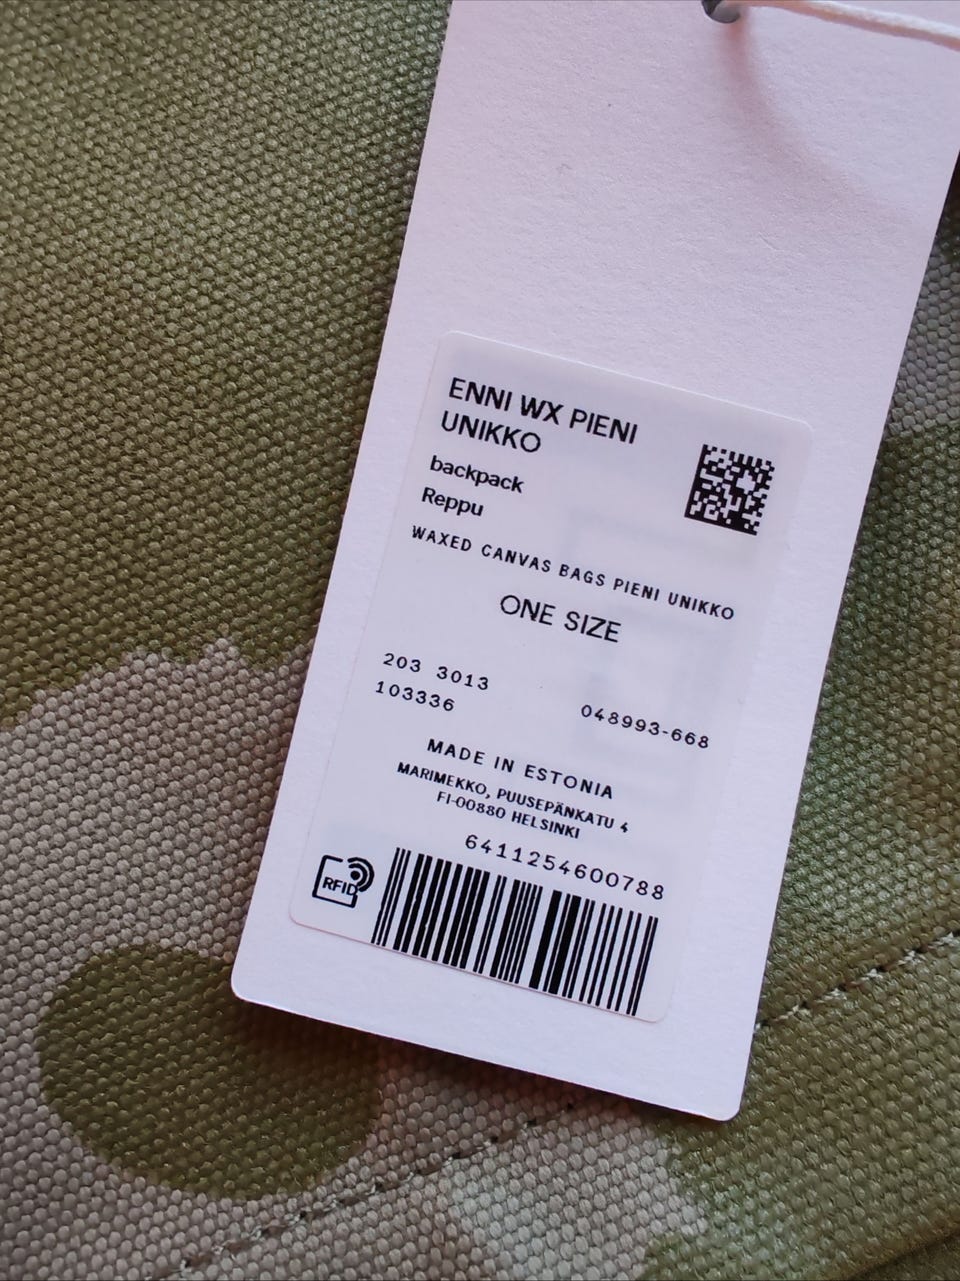 ENNI WX PIENI
UNIKKO
backpack
Reppu
WAXED CANVAS BAGS PIENI UNIKKO
ONE SIZE
203 3013
103336
048993-668
MADE IN ESTONIA
MARIMEKKO, PUUSEPÄNKATU 4
FI-00880 HELSINKI
6411254600788
RFID